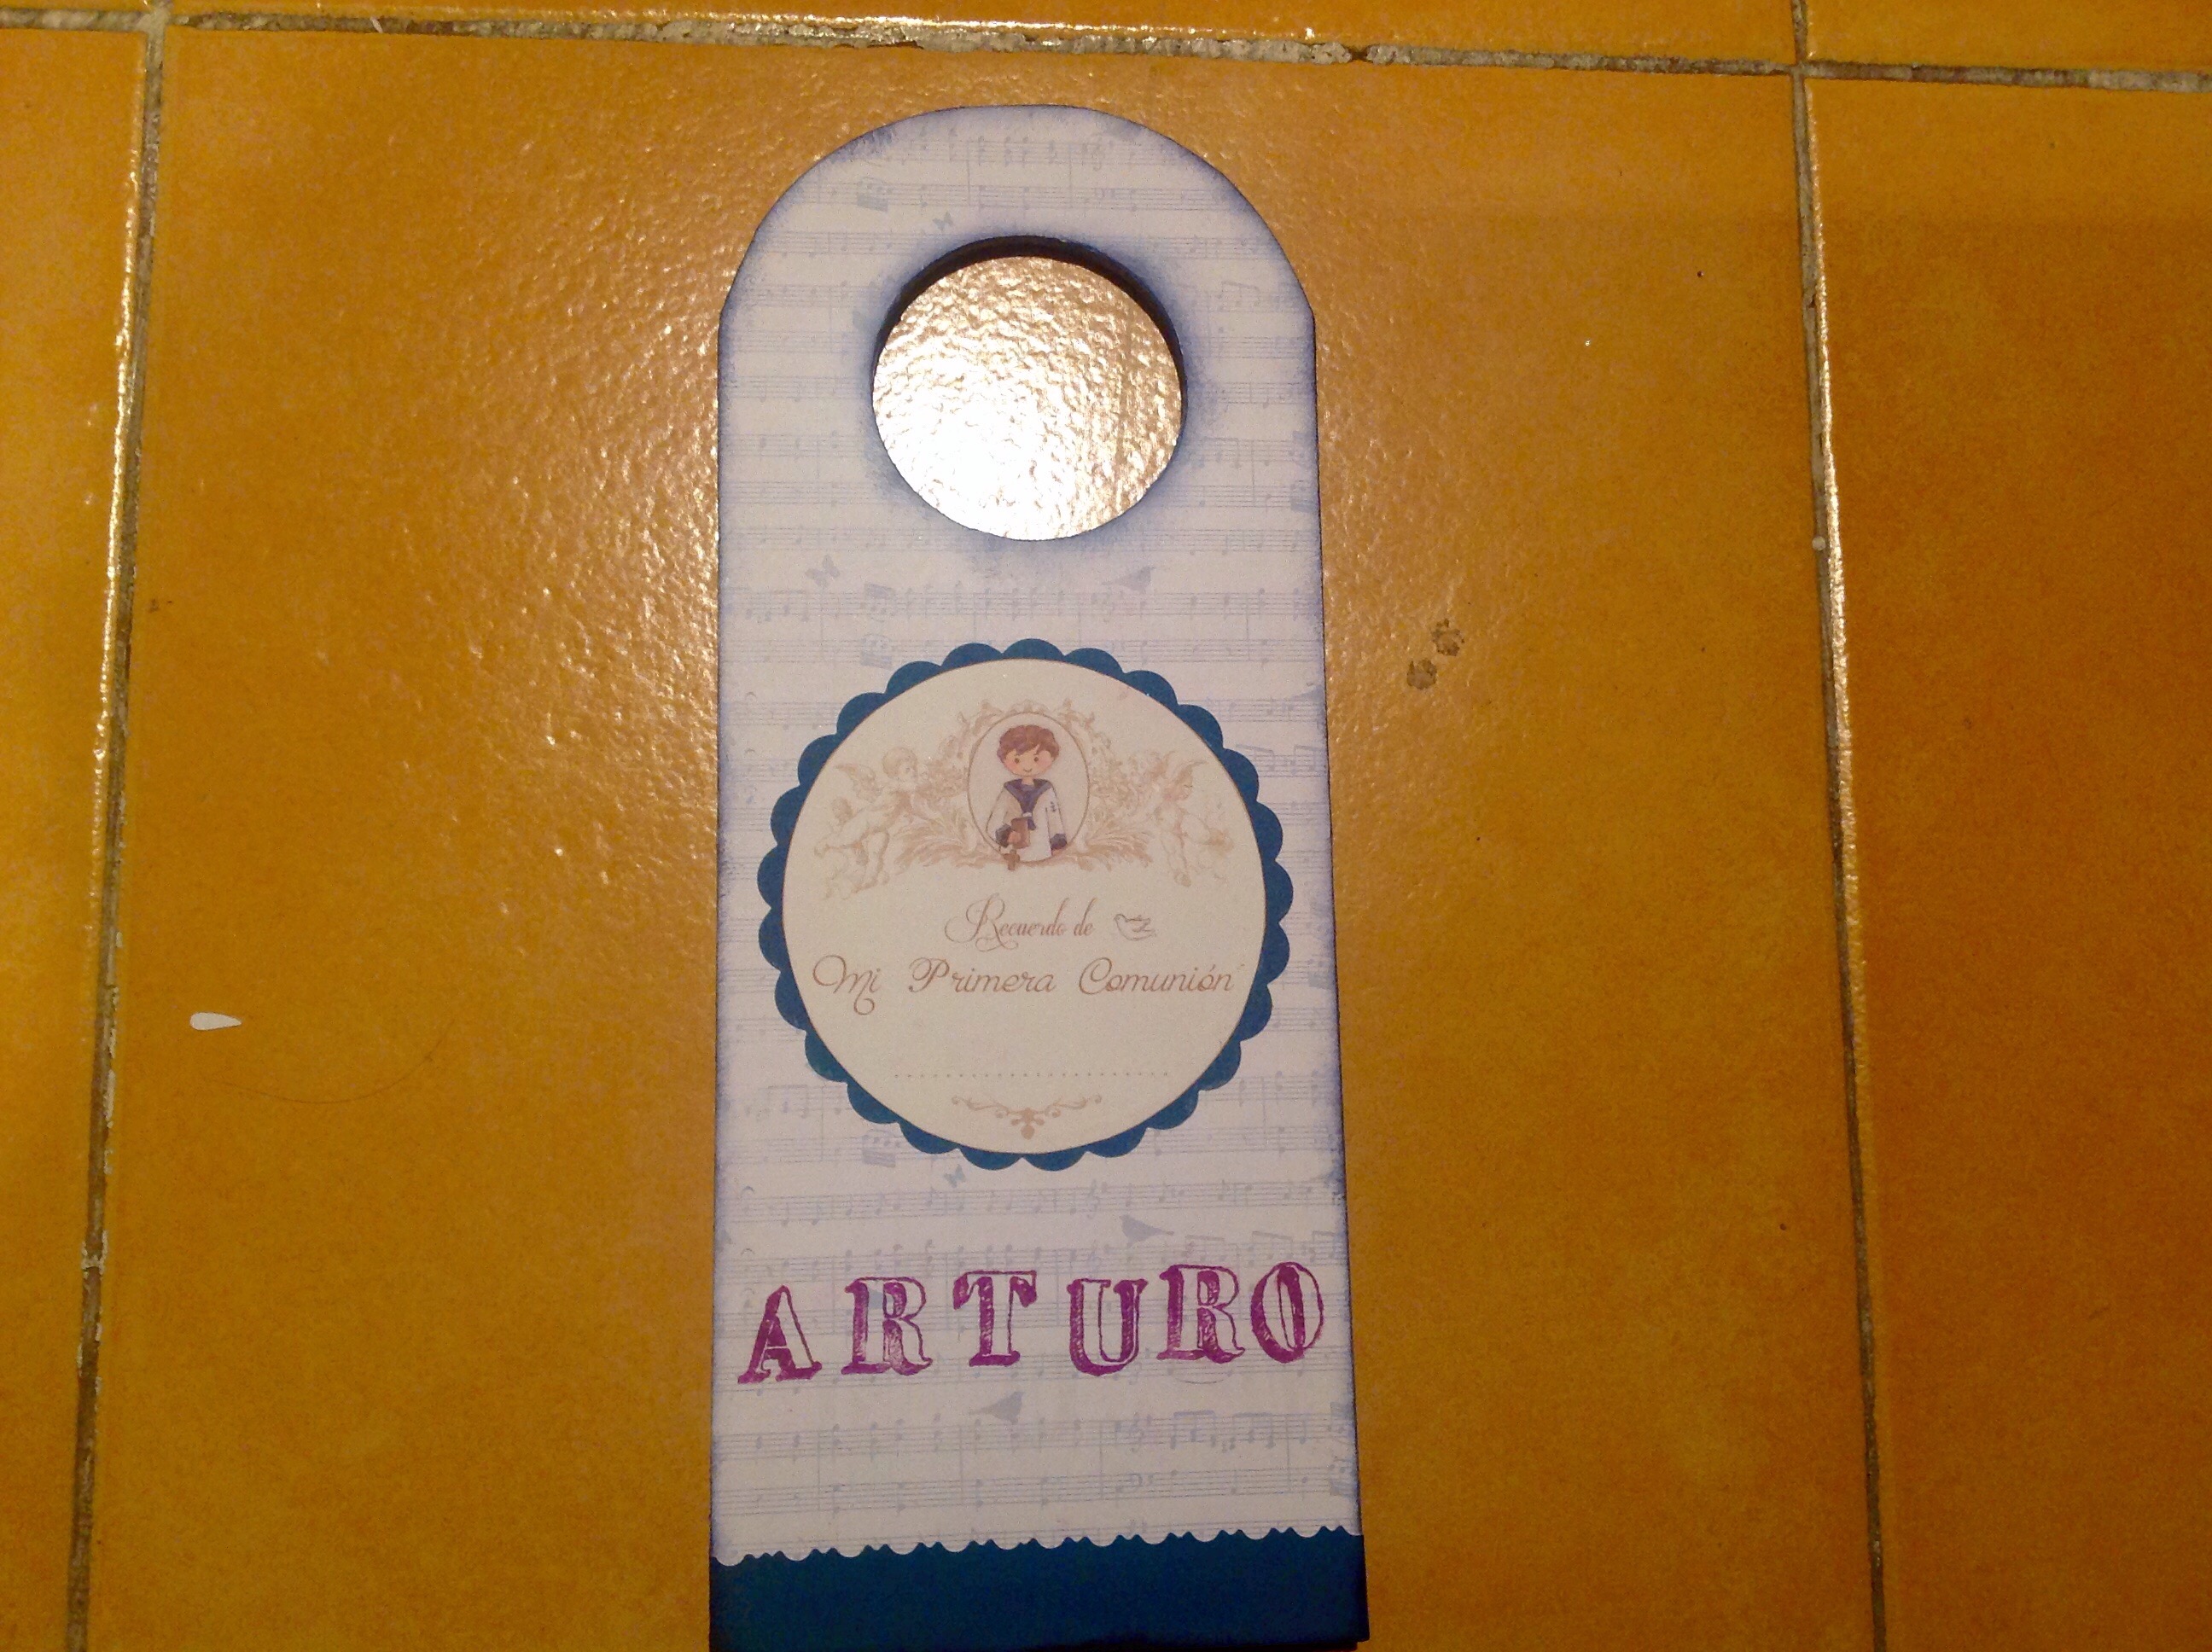 Recuerdo de
Mi Primera Comunión
ARTURO